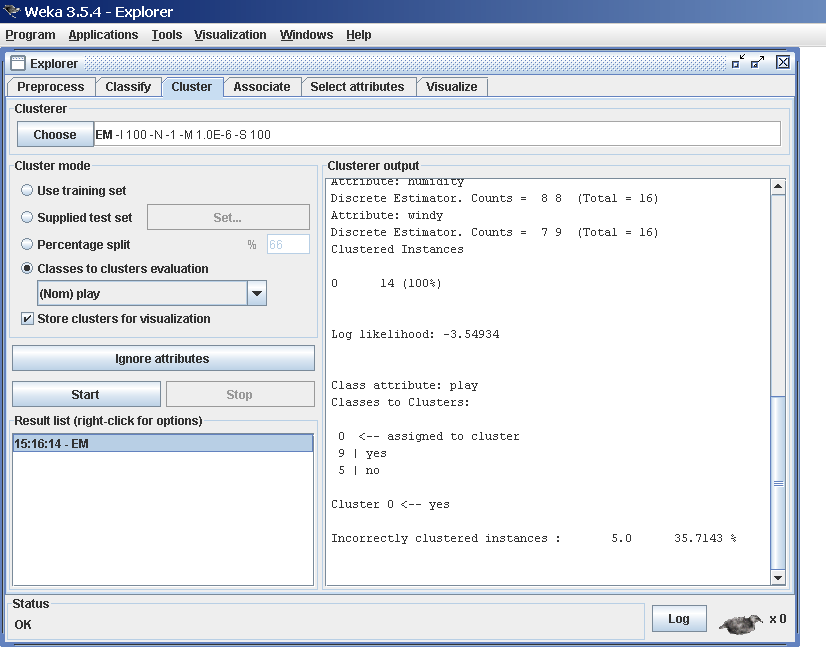 Weka 3.5.4 - Explorer
Program Applications Tools Visualization Windows Help
Explorer
Preprocess Classify Cluster Associate Select attributes Visualize
Clusterer
Choose EM -I 100 -N -1 -M 1.0E-6 -S 100
Cluster mode
Use training set
Supplied test set Set...
Percentage split % 66
Classes to clusters evaluation
(Nom) play
Store clusters for visualization
Ignore attributes
Start Stop
Result list (right-click for options)
15:16:14 - EM
Clusterer output
Attribute: humidity
Discrete Estimator. Counts = 8 8 (Total = 16)
Attribute: windy
Discrete Estimator. Counts = 7 9 (Total = 16)
Clustered Instances
0 14 (100%)
Log likelihood: -3.54934
Class attribute: play
Classes to Clusters:
0 <-- assigned to cluster
9 | yes
5 | no
Cluster 0 <-- yes
Incorrectly clustered instances : 5.0 35.7143 %
Status
OK
Log x 0